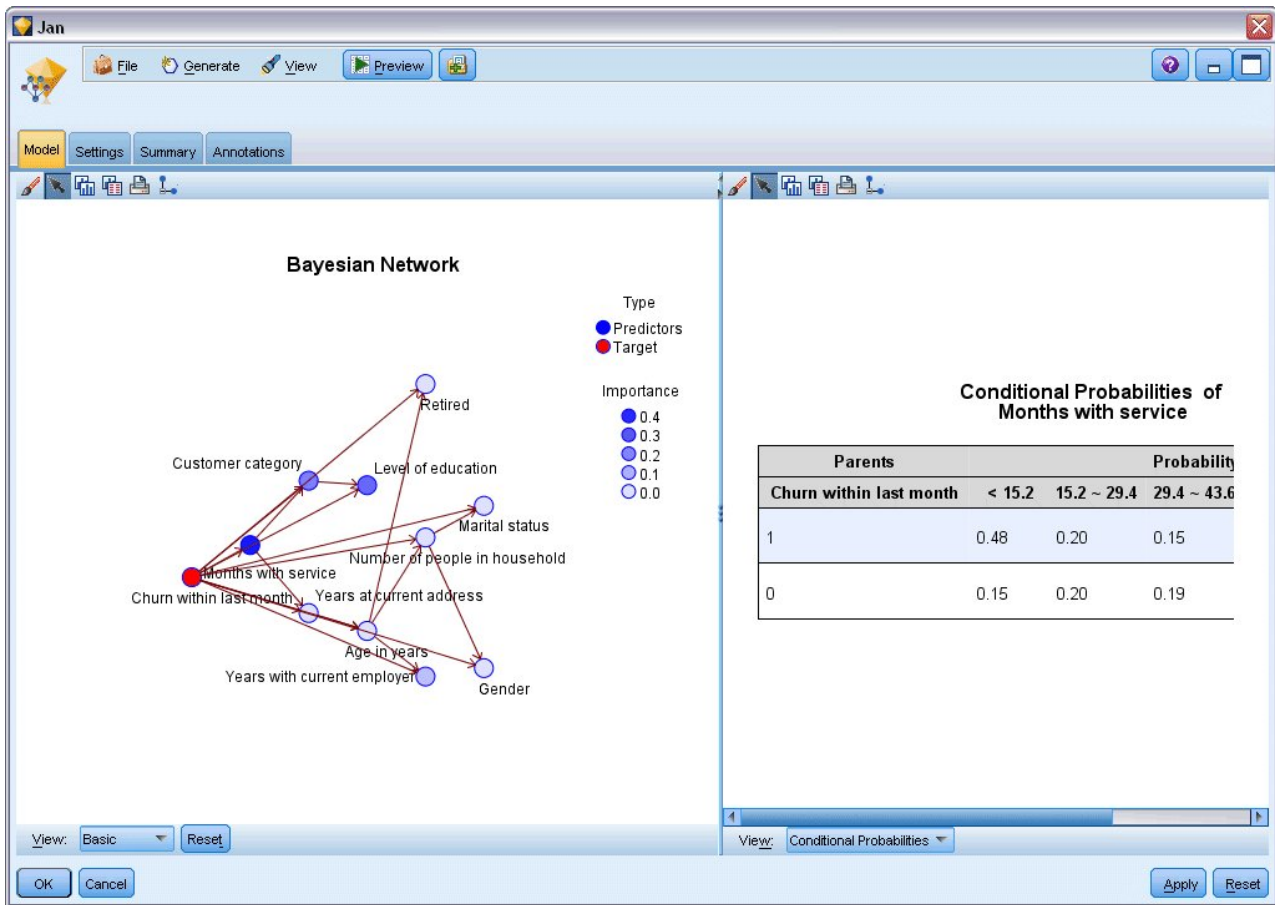 Jan
File Generate View Preview
Model Settings Summary Annotations
Bayesian Network
Type
Predictors
Target
Importance
0.4
0.3
0.2
0.1
0.0
Retired
Customer category
Level of education
Marital status
Number of people in household
Months with service
Churn within last month
Years at current address
Age in years
Years with current employer
Gender
View: Basic Reset
Conditional Probabilities of
Months with service
Parents Probability
Churn within last month < 15.2 15.2 ~ 29.4 29.4 ~ 43.6
1 0.48 0.20 0.15
0 0.15 0.20 0.19
View: Conditional Probabilities
OK Cancel Apply Reset